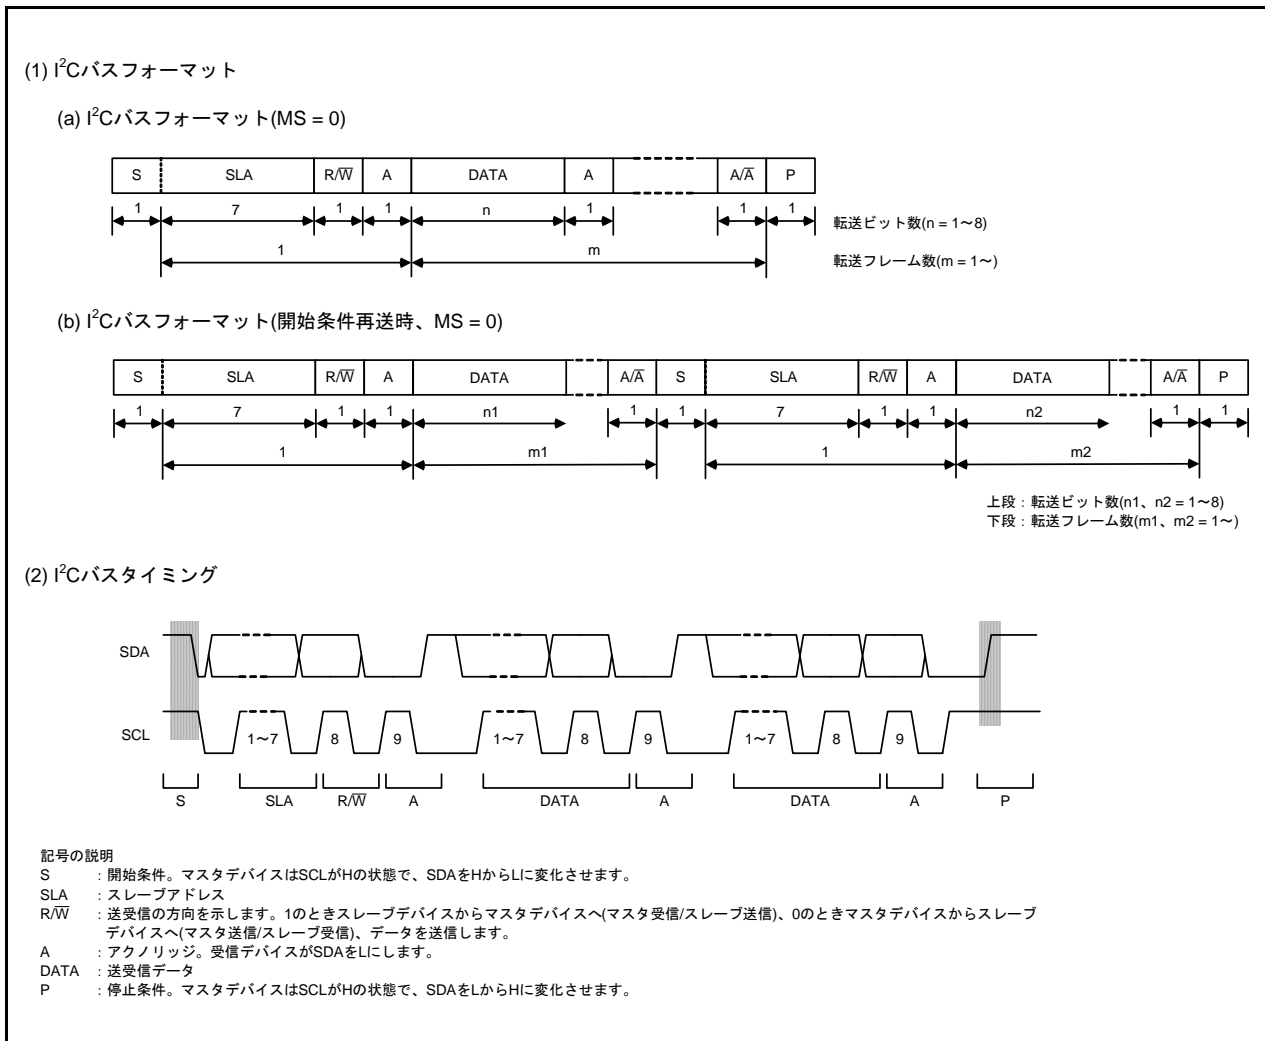 (1) I²Cバスフォーマット
(a) I²Cバスフォーマット(MS = 0)
S SLA R/W̅ A DATA A A/A̅ P
1 7 1 1 n 1 1 1
転送ビット数(n = 1～8)
1 m
転送フレーム数(m = 1～)
(b) I²Cバスフォーマット(開始条件再送時、MS = 0)
S SLA R/W̅ A DATA A/A̅ S SLA R/W̅ A DATA A/A̅ P
1 7 1 1 n1 1 1 7 1 1 n2 1 1
1 m1 1 m2
上段：転送ビット数(n1、n2 = 1～8)
下段：転送フレーム数(m1、m2 = 1～)
(2) I²Cバスタイミング
SDA
SCL 1～7 8 9 1～7 8 9 1～7 8 9
S SLA R/W̅ A DATA A DATA A P
記号の説明
S ：開始条件。マスタデバイスはSCLがHの状態で、SDAをHからLに変化させます。
SLA ：スレーブアドレス
R/W̅ ：送受信の方向を示します。1のときスレーブデバイスからマスタデバイスへ(マスタ受信/スレーブ送信)、0のときマスタデバイスからスレーブ
デバイスへ(マスタ送信/スレーブ受信)、データを送信します。
A ：アクノリッジ。受信デバイスがSDAをLにします。
DATA ：送受信データ
P ：停止条件。マスタデバイスはSCLがHの状態で、SDAをLからHに変化させます。